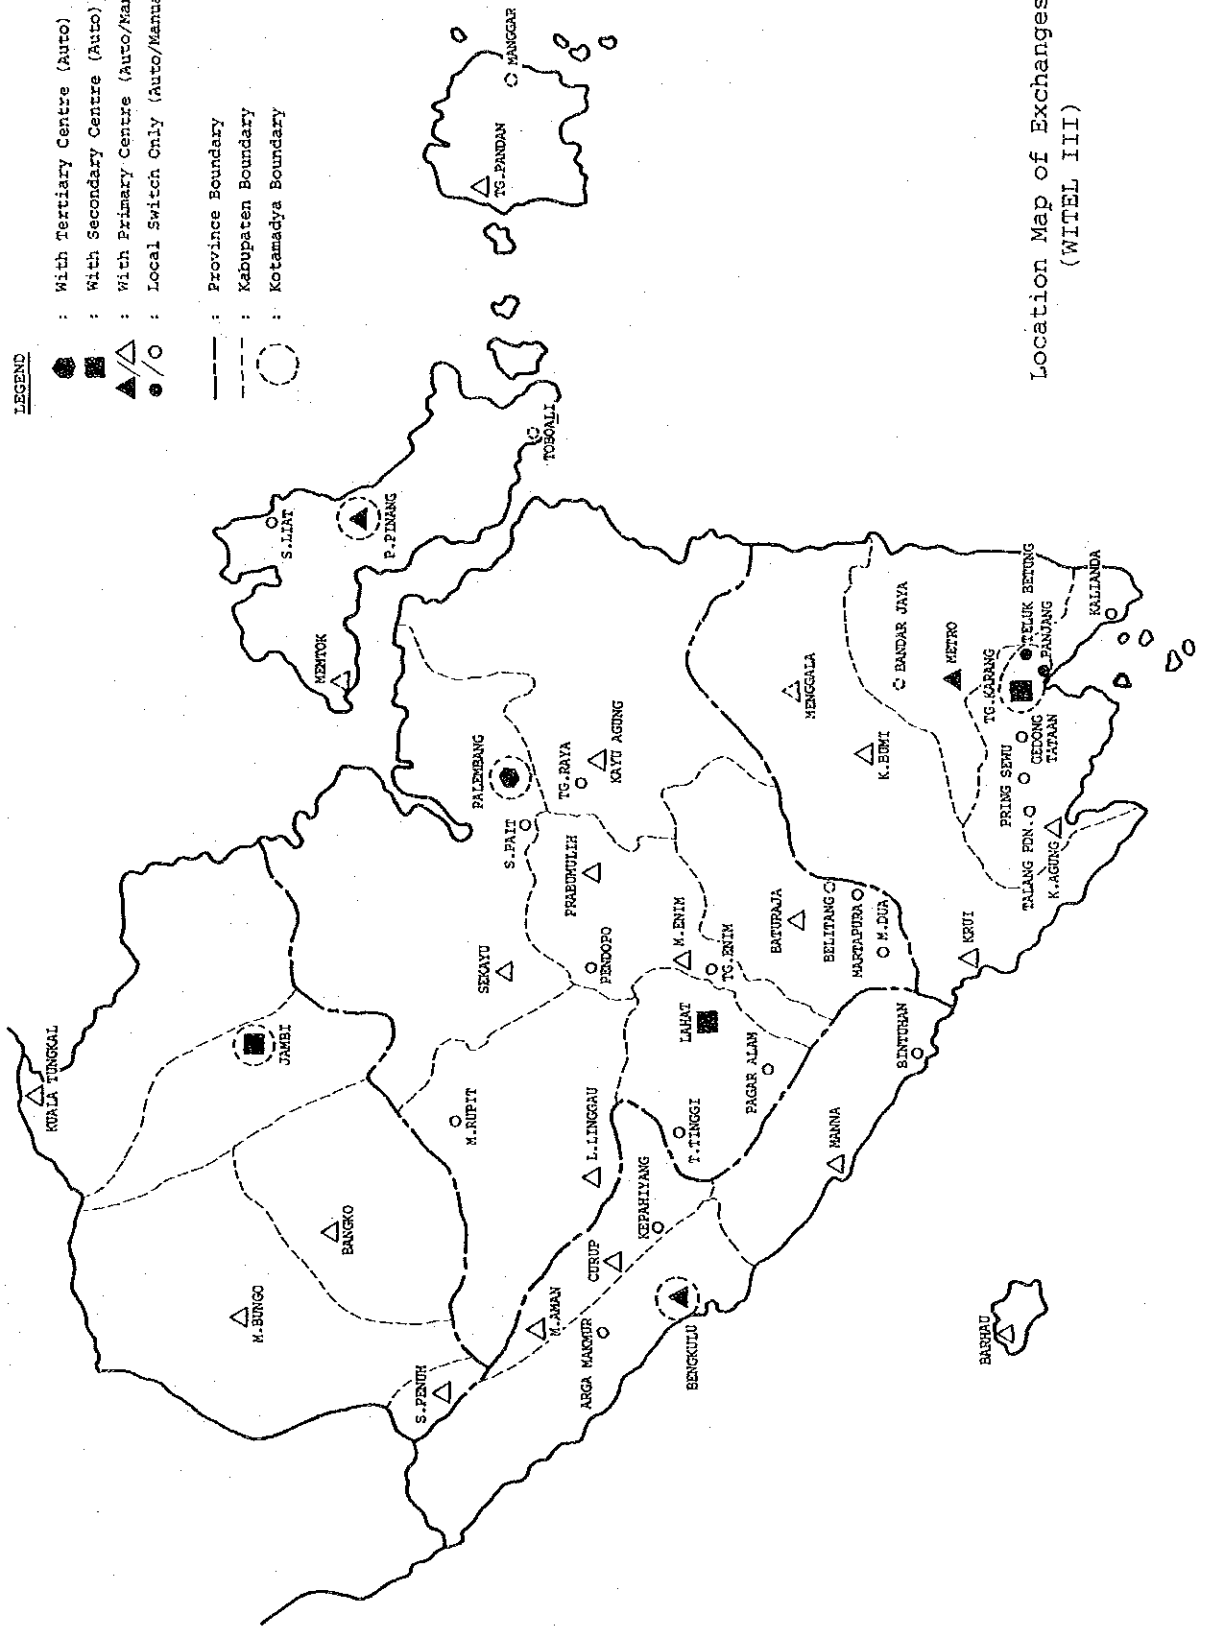 LEGEND
: With Tertiary Centre (Auto)
: With Secondary Centre (Auto)
: With Primary Centre (Auto/Man
: Local Switch Only (Auto/Manua
: Province Boundary
: Kabupaten Boundary
: Kotamadya Boundary
KUALA TUNGKAL
JAMBI
M.BUNGO
BANGKO
S.PENUH
MEMTOK
S.LIAT
P.PINANG
TOBOALI
TG.PANDAN
MANGGAR
PALEMBANG
S.PAIT
TG.RAYA
KAYU AGUNG
SEKAYU
PRABUMULIH
PENDOPO
M.RUPIT
L.LINGGAU
M.ENIM
TG.ENIM
LAHAT
T.TINGGI
PAGAR ALAM
BATURAJA
BELITANG
MARTAPURA
M.DUA
M.AMAN
CURUP
KEPAHIYANG
ARGA MAKMUR
BENGKULU
MANNA
BINTUHAN
KRUI
MENGGALA
K.BUMI
BANDAR JAYA
METRO
TG.KARANG
TELUK BETUNG
PANJANG
KALIANDA
GEDONG
TATAAN
PRING SEWU
TALANG PDN.
K.AGUNG
BARHAU
Location Map of Exchanges
(WITEL III)